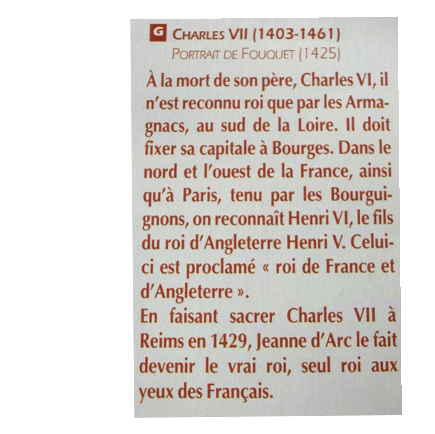 G CHARLES VII (1403-1461)
PORTRAIT DE FOUQUET (1425)
À la mort de son père, Charles VI, il
n'est reconnu roi que par les Arma-
gnacs, au sud de la Loire. Il doit
fixer sa capitale à Bourges. Dans le
nord et l'ouest de la France, ainsi
qu'à Paris, tenu par les Bourgui-
gnons, on reconnaît Henri VI, le fils
du roi d'Angleterre Henri V. Celui-
ci est proclamé « roi de France et
d'Angleterre ».
En faisant sacrer Charles VII à
Reims en 1429, Jeanne d'Arc le fait
devenir le vrai roi, seul roi aux
yeux des Français.